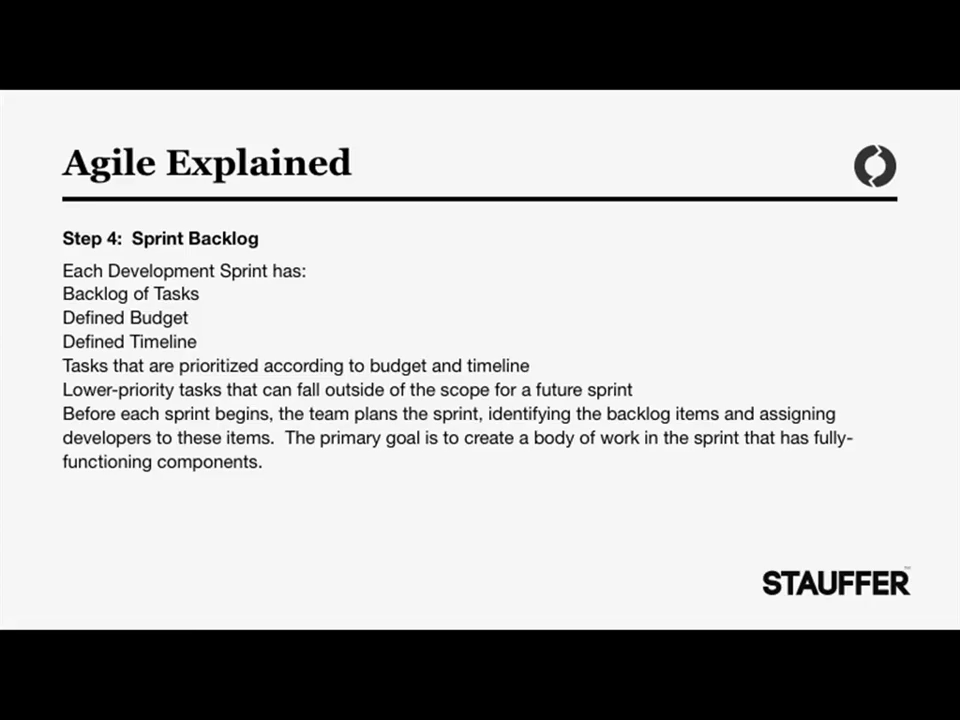 Agile Explained
Step 4:  Sprint Backlog
Each Development Sprint has:
Backlog of Tasks
Defined Budget
Defined Timeline
Tasks that are prioritized according to budget and timeline
Lower-priority tasks that can fall outside of the scope for a future sprint
Before each sprint begins, the team plans the sprint, identifying the backlog items and assigning
developers to these items.  The primary goal is to create a body of work in the sprint that has fully-
functioning components.
STAUFFER™